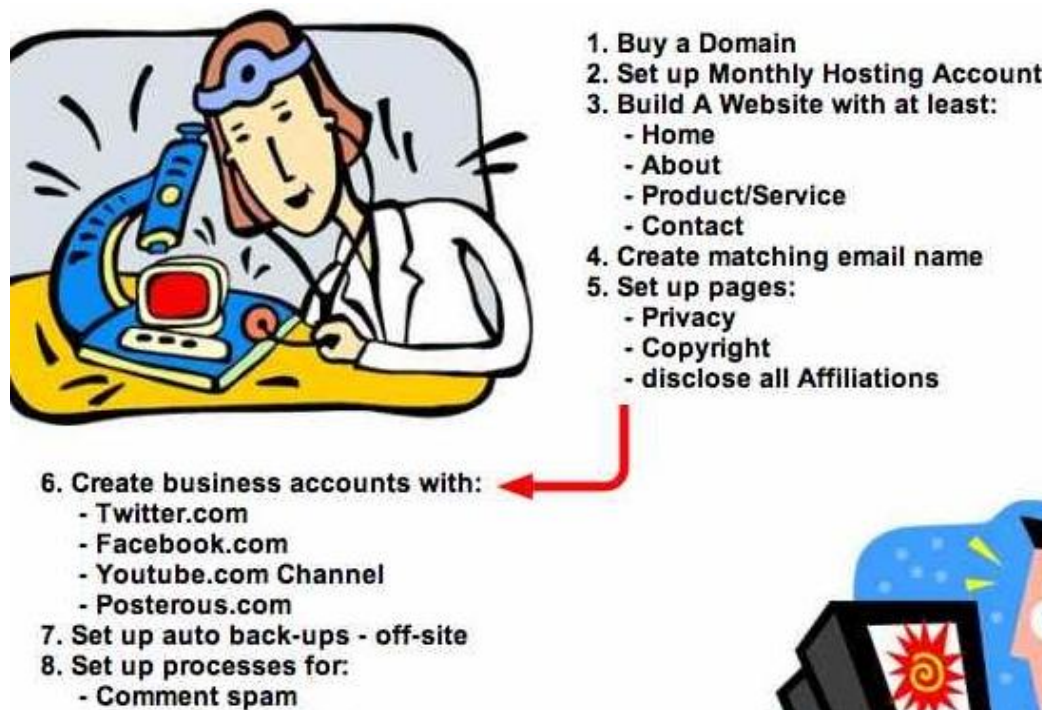 1. Buy a Domain
2. Set up Monthly Hosting Account
3. Build A Website with at least:
- Home
- About
- Product/Service
- Contact
4. Create matching email name
5. Set up pages:
- Privacy
- Copyright
- disclose all Affiliations
6. Create business accounts with:
- Twitter.com
- Facebook.com
- Youtube.com Channel
- Posterous.com
7. Set up auto back-ups - off-site
8. Set up processes for:
- Comment spam